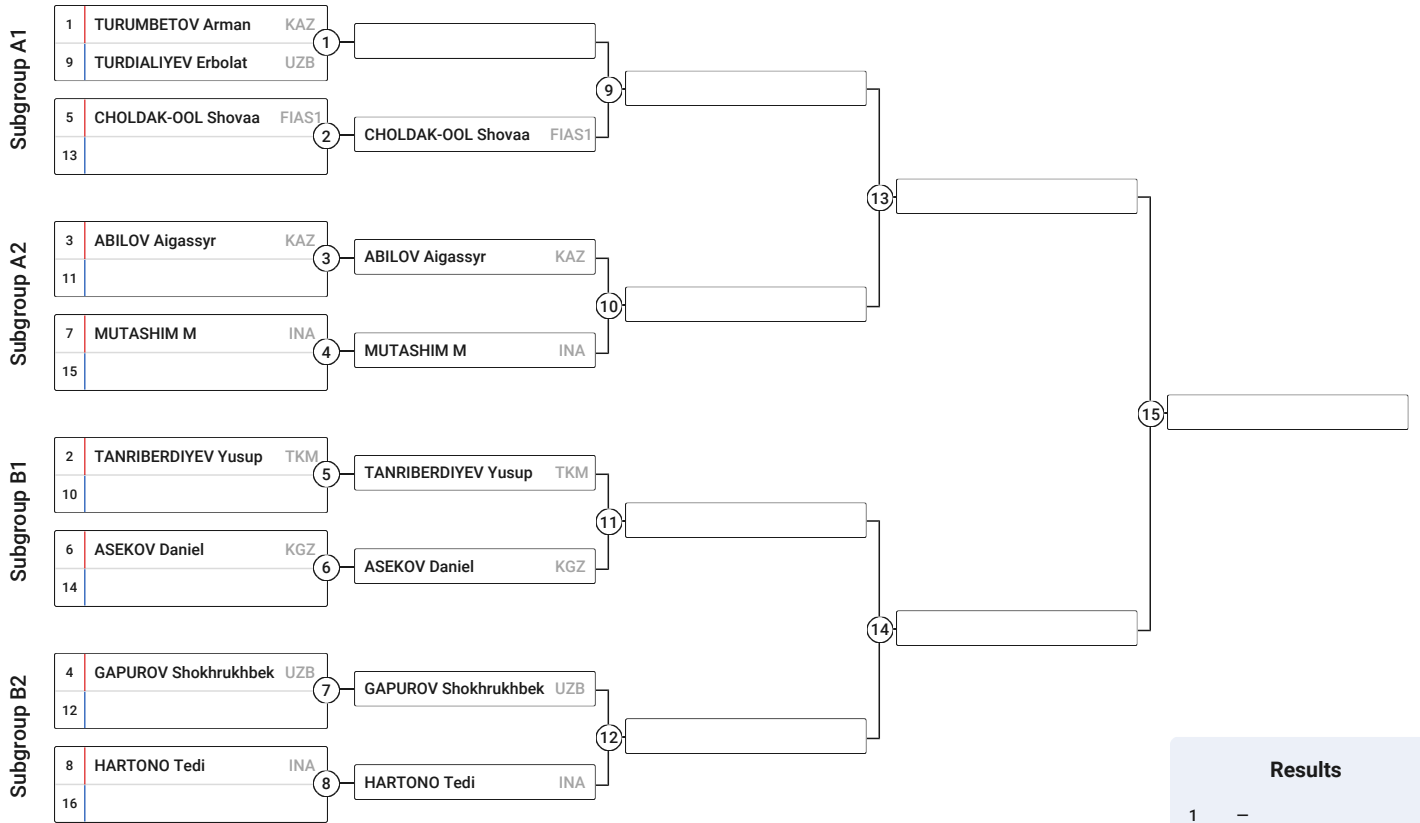 Subgroup A1
1 TURUMBETOV Arman KAZ
9 TURDIALIYEV Erbolat UZB
1
5 CHOLDAK-OOL Shovaa FIAS1
13
2
CHOLDAK-OOL Shovaa FIAS1
9
Subgroup A2
3 ABILOV Aigassyr KAZ
11
3
ABILOV Aigassyr KAZ
7 MUTASHIM M INA
15
4
MUTASHIM M INA
10
13
Subgroup B1
2 TANRIBERDIYEV Yusup TKM
10
5
TANRIBERDIYEV Yusup TKM
6 ASEKOV Daniel KGZ
14
6
ASEKOV Daniel KGZ
11
Subgroup B2
4 GAPUROV Shokhrukhbek UZB
12
7
GAPUROV Shokhrukhbek UZB
8 HARTONO Tedi INA
16
8
HARTONO Tedi INA
12
14
15
Results
1 –